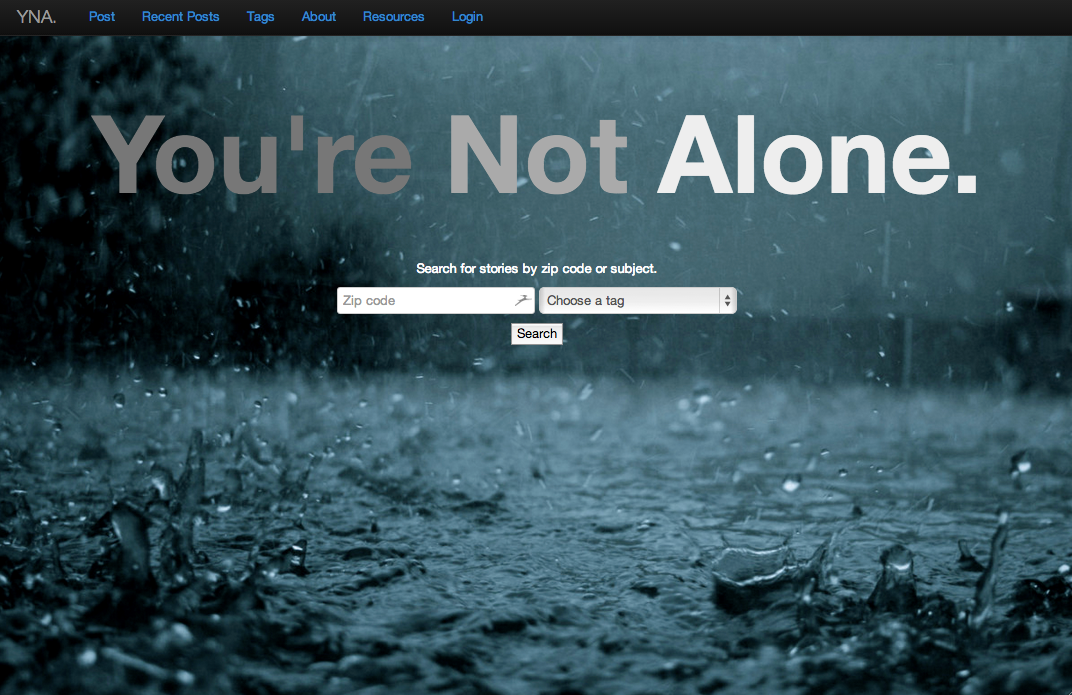 YNA. Post Recent Posts Tags About Resources Login
You're Not Alone.
Search for stories by zip code or subject.
Zip code Choose a tag
Search